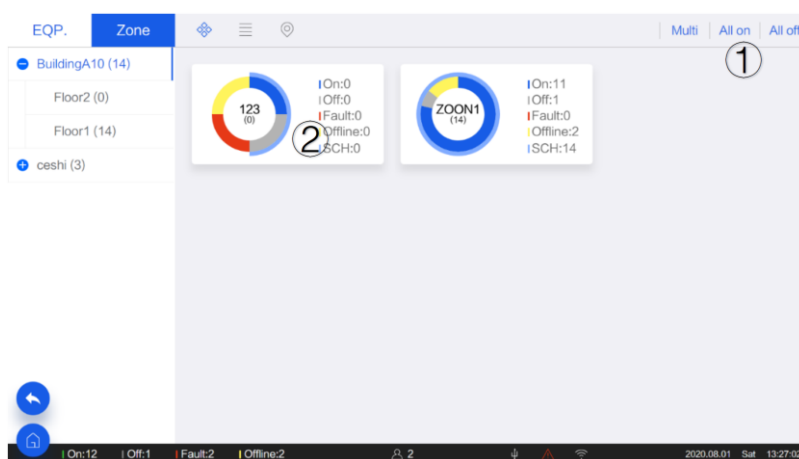 EQP.
Zone
Multi
All on
All off
①
BuildingA10 (14)
Floor2 (0)
Floor1 (14)
ceshi (3)
123
(0)
On:0
Off:0
Fault:0
Offline:0
SCH:0
②
ZOON1
(14)
On:11
Off:1
Fault:0
Offline:2
SCH:14
On:12
Off:1
Fault:2
Offline:2
2
2020.08.01 Sat 13:27:02